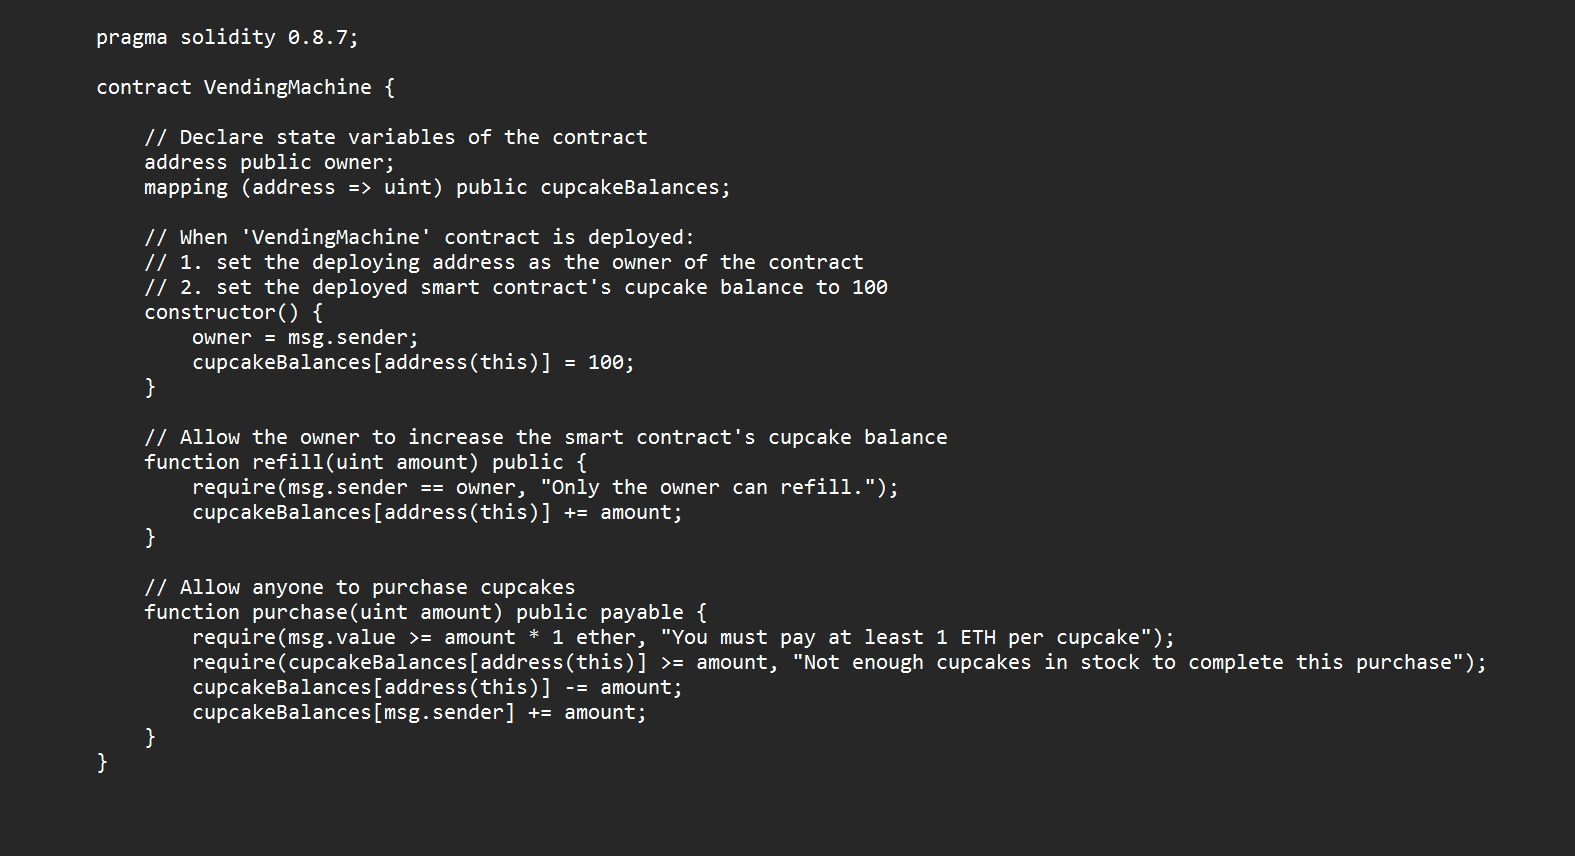 pragma solidity 0.8.7;

contract VendingMachine {

    // Declare state variables of the contract
    address public owner;
    mapping (address => uint) public cupcakeBalances;

    // When 'VendingMachine' contract is deployed:
    // 1. set the deploying address as the owner of the contract
    // 2. set the deployed smart contract's cupcake balance to 100
    constructor() {
        owner = msg.sender;
        cupcakeBalances[address(this)] = 100;
    }

    // Allow the owner to increase the smart contract's cupcake balance
    function refill(uint amount) public {
        require(msg.sender == owner, "Only the owner can refill.");
        cupcakeBalances[address(this)] += amount;
    }

    // Allow anyone to purchase cupcakes
    function purchase(uint amount) public payable {
        require(msg.value >= amount * 1 ether, "You must pay at least 1 ETH per cupcake");
        require(cupcakeBalances[address(this)] >= amount, "Not enough cupcakes in stock to complete this purchase");
        cupcakeBalances[address(this)] -= amount;
        cupcakeBalances[msg.sender] += amount;
    }
}